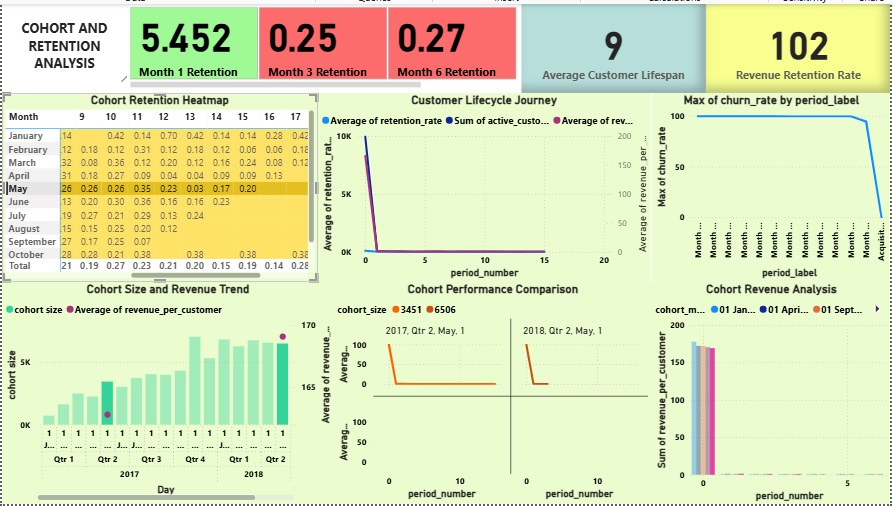 COHORT AND
RETENTION
ANALYSIS
5.452
Month 1 Retention
0.25
Month 3 Retention
0.27
Month 6 Retention
9
Average Customer Lifespan
102
Revenue Retention Rate
Cohort Retention Heatmap
Month 9 10 11 12 13 14 15 16 17
January 14 0.42 0.14 0.70 0.42 0.14 0.14 0.28 0.42
February 12 0.18 0.12 0.31 0.12 0.18 0.12 0.06 0.06 0.18
March 32 0.08 0.36 0.12 0.20 0.12 0.16 0.24 0.08 0.12
April 31 0.18 0.27 0.09 0.04 0.04 0.09 0.09 0.13
May 26 0.26 0.26 0.35 0.23 0.03 0.17 0.20
June 13 0.20 0.30 0.36 0.16 0.16 0.23
July 19 0.27 0.21 0.29 0.13 0.24
August 15 0.15 0.25 0.20 0.12
September 27 0.17 0.25 0.07
October 28 0.28 0.21 0.38 0.38 0.38 0.38
Total 21 0.19 0.27 0.23 0.21 0.20 0.15 0.19 0.14 0.28
Customer Lifecycle Journey
Average of retention_rate Sum of active_custo... Average of rev...
Average of retention_rat...
10K
5K
0K
200
150
100
50
0
Average of revenue_per_...
0 5 10 15 20
period_number
Max of churn_rate by period_label
Max of churn_rate
100
50
0
Month ... Month ... Month ... Month ... Month ... Month ... Month ... Month ... Month ... Month ... Month ... Month ... Acquisit...
period_label
Cohort Size and Revenue Trend
cohort size Average of revenue_per_customer
cohort size
5K
0K
170
165
Average of revenue_...
1 1 1 1 1 1 1 1 1 1 1 1 1 1 1 1 1
J... ... ... ... ... J... J... ... ... ... ... ... J... ... ... ... ...
Qtr 1 Qtr 2 Qtr 3 Qtr 4 Qtr 1 Qtr 2
2017 2018
Day
Cohort Performance Comparison
cohort_size 3451 6506
2017, Qtr 2, May, 1 2018, 2018, Qtr 2, May, 1
Averag...
100
50
0
Averag...
100
50
0
0 10 0 10
period_number period_number
Cohort Revenue Analysis
cohort_m... 01 Jan... 01 Apri... 01 Sept...
Sum of revenue_per_customer
200
150
100
50
0
0 5
period_number